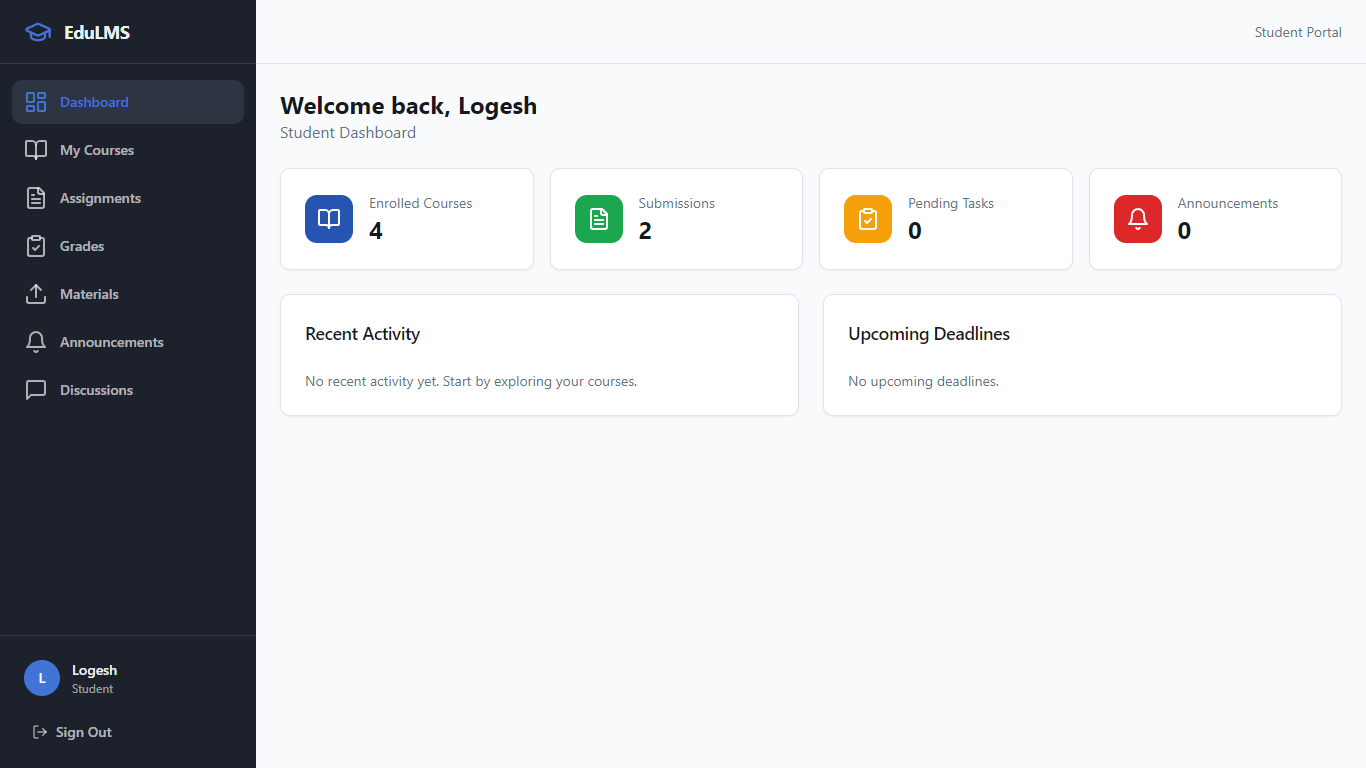 EduLMS
Student Portal
Dashboard
My Courses
Assignments
Grades
Materials
Announcements
Discussions
Welcome back, Logesh
Student Dashboard
Enrolled Courses
4
Submissions
2
Pending Tasks
0
Announcements
0
Recent Activity
No recent activity yet. Start by exploring your courses.
Upcoming Deadlines
No upcoming deadlines.
L
Logesh
Student
Sign Out